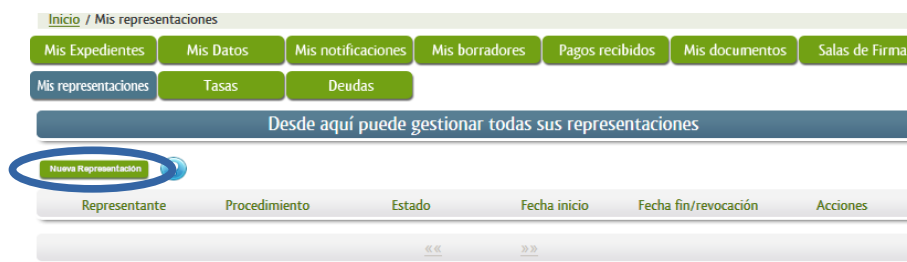 Inicio / Mis representaciones
Mis Expedientes Mis Datos Mis notificaciones Mis borradores Pagos recibidos Mis documentos Salas de Firma
Mis representaciones Tasas Deudas
Desde aquí puede gestionar todas sus representaciones
Nueva Representación
Representante Procedimiento Estado Fecha inicio Fecha fin/revocación Acciones
<< >>